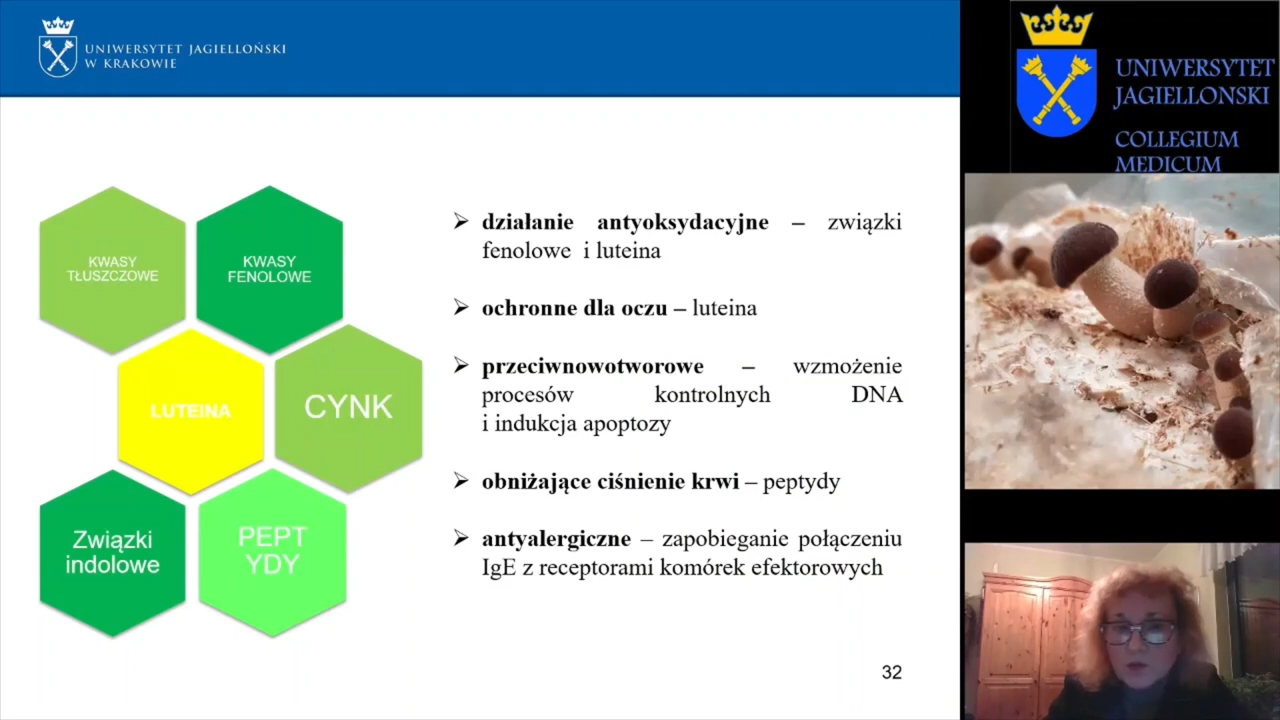 UNIWERSYTET JAGIELLOŃSKI
W KRAKOWIE
KWASY
TŁUSZCZOWE
KWASY
FENOLOWE
LUTEINA
CYNK
Związki
indolowe
PEPT
YDY
➢ działanie antyoksydacyjne – związki
fenolowe i luteina
➢ ochronne dla oczu – luteina
➢ przeciwnowotworowe – wzmożenie
procesów kontrolnych DNA
i indukcja apoptozy
➢ obniżające ciśnienie krwi – peptydy
➢ antyalergiczne – zapobieganie połączeniu
IgE z receptorami komórek efektorowych
32
UNIWERSYTET
JAGIELLONSKI
COLLEGIUM
MEDICUM